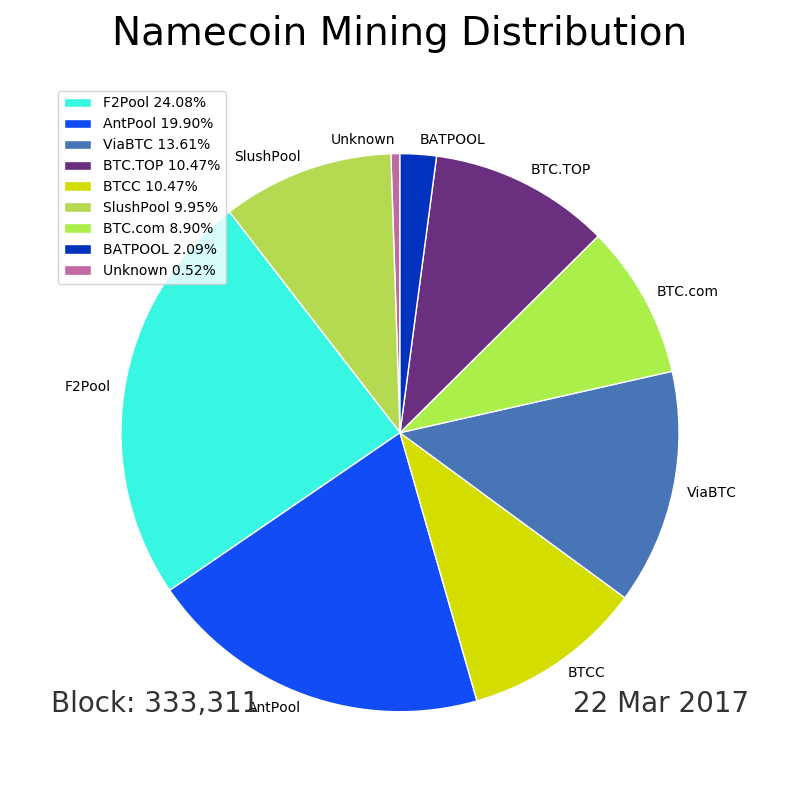 Namecoin Mining Distribution
F2Pool 24.08%
AntPool 19.90%
ViaBTC 13.61%
BTC.TOP 10.47%
BTCC 10.47%
SlushPool 9.95%
BTC.com 8.90%
BATPOOL 2.09%
Unknown 0.52%
Unknown
BATPOOL
SlushPool
BTC.TOP
BTC.com
F2Pool
ViaBTC
BTCC
AntPool
Block: 333,311
22 Mar 2017